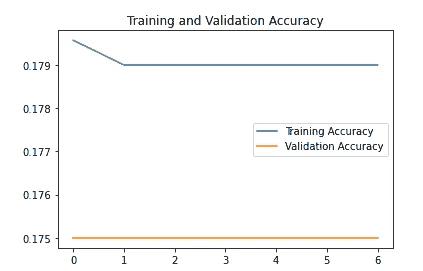 Training and Validation Accuracy
0.179
0.178
0.177
0.176
0.175
Training Accuracy
Validation Accuracy
0 1 2 3 4 5 6